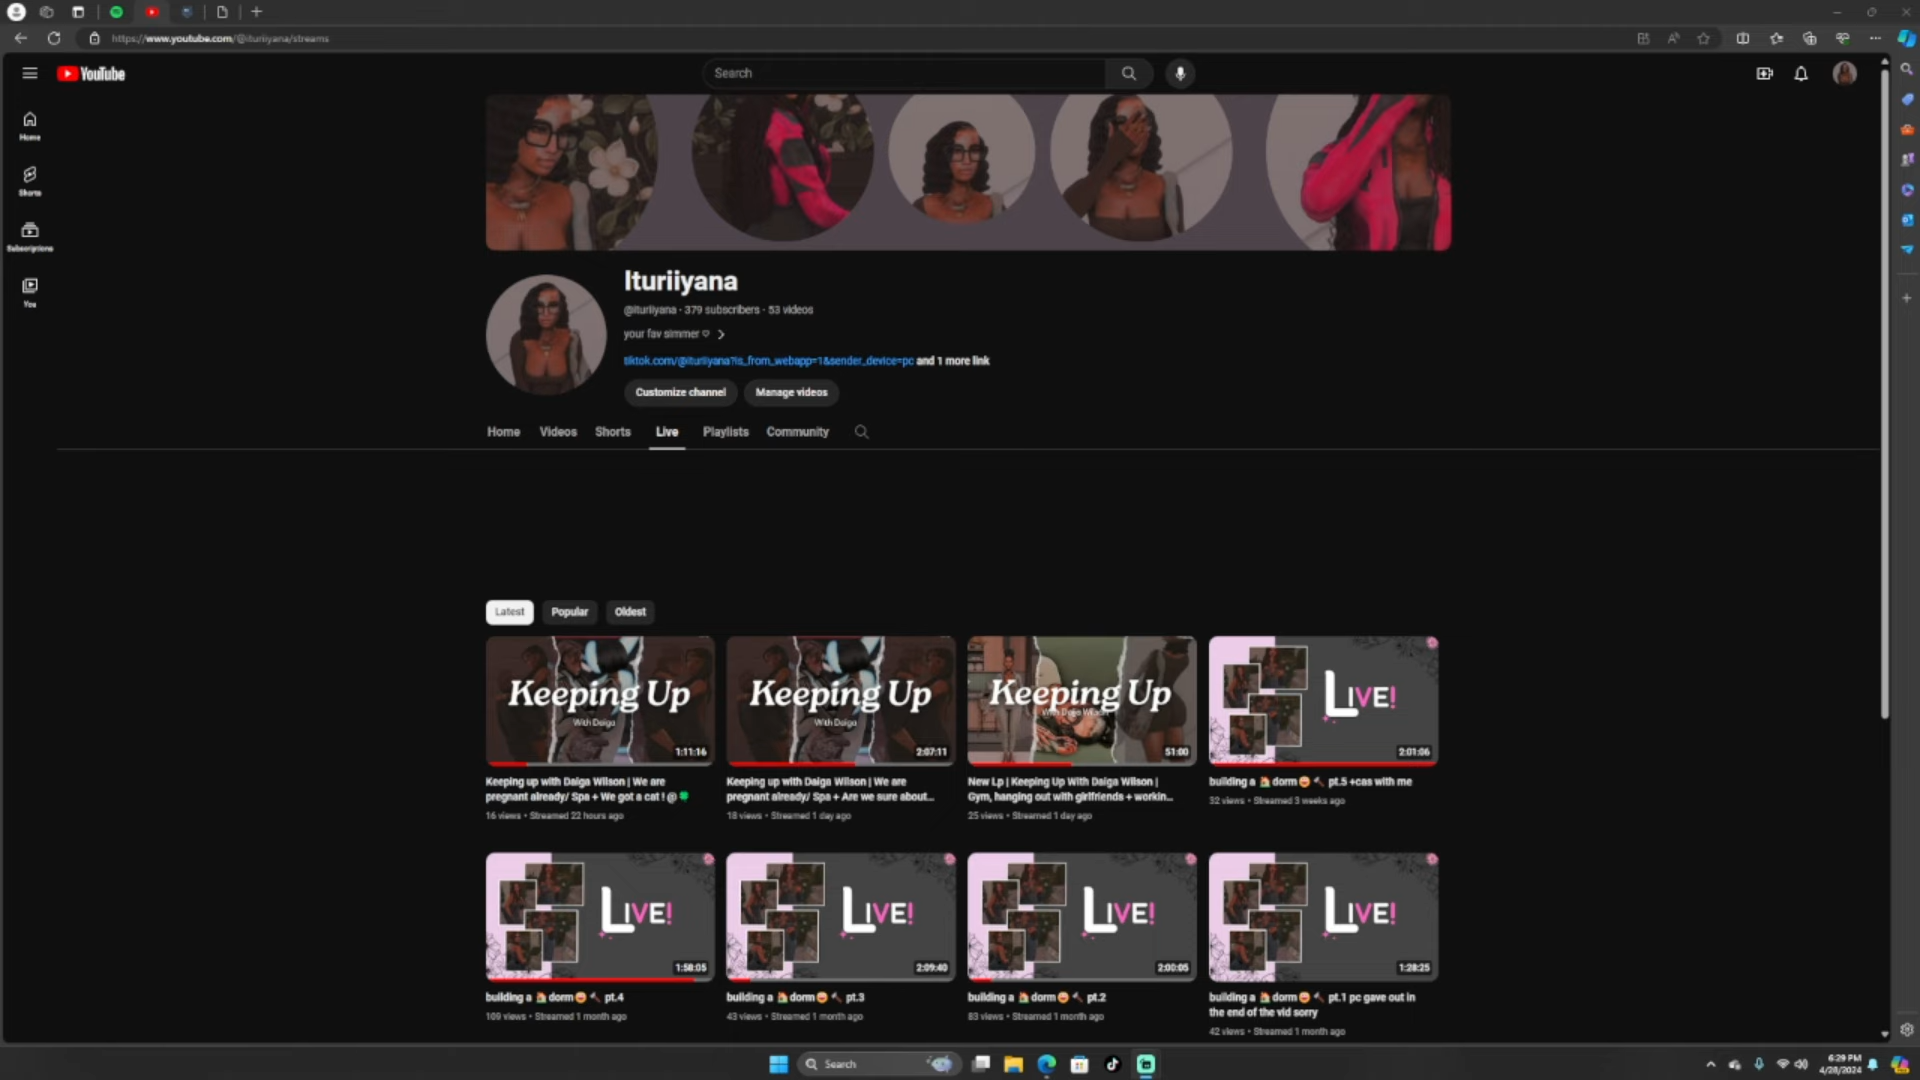 https://www.youtube.com/@ituriiyana/streams
YouTube
Search
Home
Shorts
Subscriptions
You
Ituriiyana
@ituriiyana · 379 subscribers · 53 videos
your fav simmer ♡
tiktok.com/@ituriiyana?is_from_webapp=1&sender_device=pc and 1 more link
Customize channel
Manage videos
Home Videos Shorts Live Playlists Community
Latest Popular Oldest
Keeping Up
With Daiga
1:11:16
Keeping up with Daiga Wilson | We are
pregnant already/ Spa + We got a cat ! @🍀
16 views • Streamed 22 hours ago
Keeping Up
With Daiga
2:07:11
Keeping up with Daiga Wilson | We are
pregnant already/ Spa + Are we sure about...
18 views • Streamed 1 day ago
Keeping Up
With Daiga Wilson
51:00
New Lp | Keeping Up With Daiga Wilson |
Gym, hanging out with girlfriends + workin...
25 views • Streamed 1 day ago
LIVE!
2:01:06
building a 🏠 dorm😄🔨 pt.5 +cas with me
32 views • Streamed 3 weeks ago
LIVE!
1:58:05
building a 🏠 dorm😄🔨 pt.4
109 views • Streamed 1 month ago
LIVE!
2:09:40
building a 🏠 dorm😄🔨 pt.3
43 views • Streamed 1 month ago
LIVE!
2:00:05
building a 🏠 dorm😄🔨 pt.2
83 views • Streamed 1 month ago
LIVE!
1:28:25
building a 🏠 dorm😄🔨 pt.1 pc gave out in
the end of the vid sorry
42 views • Streamed 1 month ago
Search
6:29 PM
4/28/2024